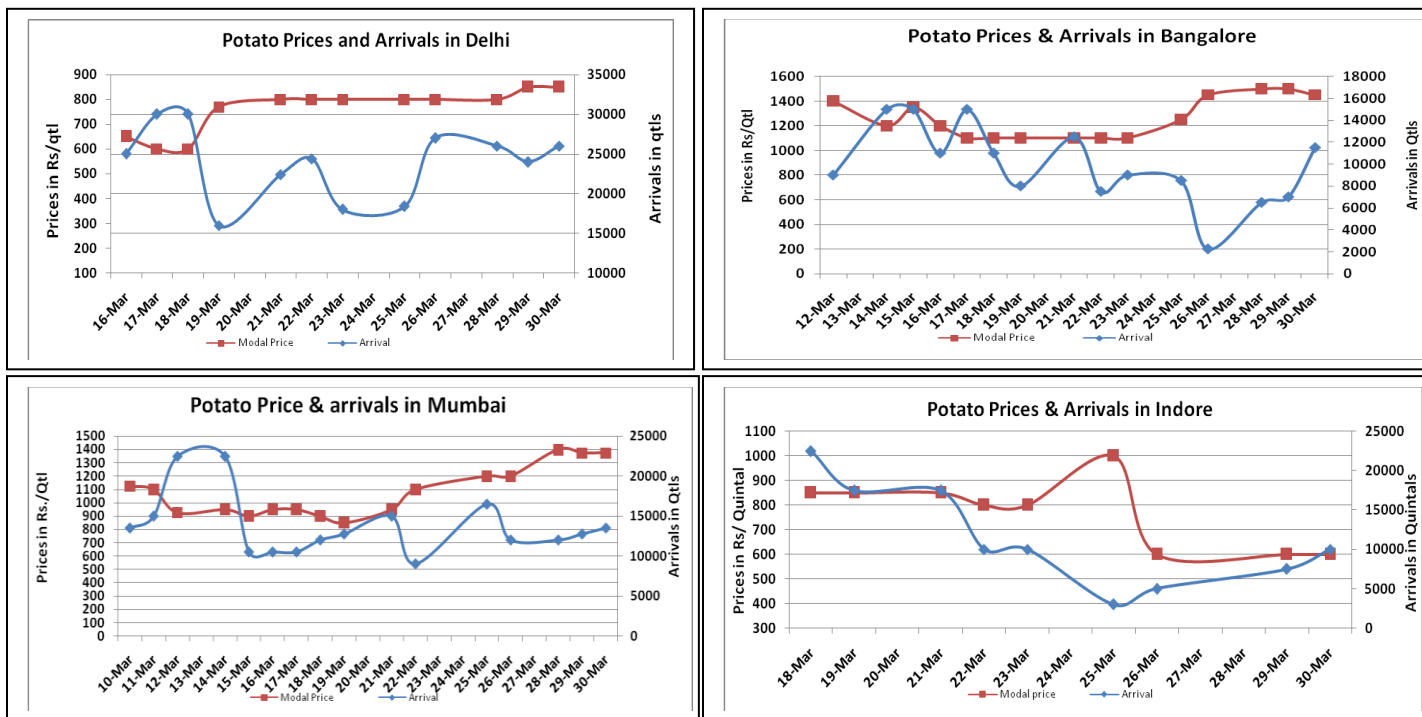 Potato Prices and Arrivals in Delhi
Prices in Rs/qtl
900
800
700
600
500
400
300
200
100
35000
30000
25000
20000
15000
10000
Arrivals in qtls
16-Mar
17-Mar
18-Mar
19-Mar
20-Mar
21-Mar
22-Mar
23-Mar
24-Mar
25-Mar
26-Mar
27-Mar
28-Mar
29-Mar
30-Mar
Modal Price
Arrival
Potato Prices & Arrivals in Bangalore
Prices in Rs/Qtl
1600
1400
1200
1000
800
600
400
200
0
18000
16000
14000
12000
10000
8000
6000
4000
2000
0
Arrivals in Qtls
12-Mar
13-Mar
14-Mar
15-Mar
16-Mar
17-Mar
18-Mar
19-Mar
20-Mar
21-Mar
22-Mar
23-Mar
24-Mar
25-Mar
26-Mar
27-Mar
28-Mar
29-Mar
30-Mar
Modal Price
Arrival
Potato Price & arrivals in Mumbai
Prices in Rs,/Qtl
1500
1400
1300
1200
1100
1000
900
800
700
600
500
400
300
200
100
0
25000
20000
15000
10000
5000
0
Arrivals in Qtls
10-Mar
11-Mar
12-Mar
13-Mar
14-Mar
15-Mar
16-Mar
17-Mar
18-Mar
19-Mar
20-Mar
21-Mar
22-Mar
23-Mar
24-Mar
25-Mar
26-Mar
27-Mar
28-Mar
29-Mar
30-Mar
Modal Price
Arrival
Potato Prices & Arrivals in Indore
Prices in Rs/ Quintal
1100
1000
900
800
700
600
500
400
300
25000
20000
15000
10000
5000
0
Arrivals in Quintals
18-Mar
19-Mar
20-Mar
21-Mar
22-Mar
23-Mar
24-Mar
25-Mar
26-Mar
27-Mar
28-Mar
29-Mar
30-Mar
Modal price
Arrival